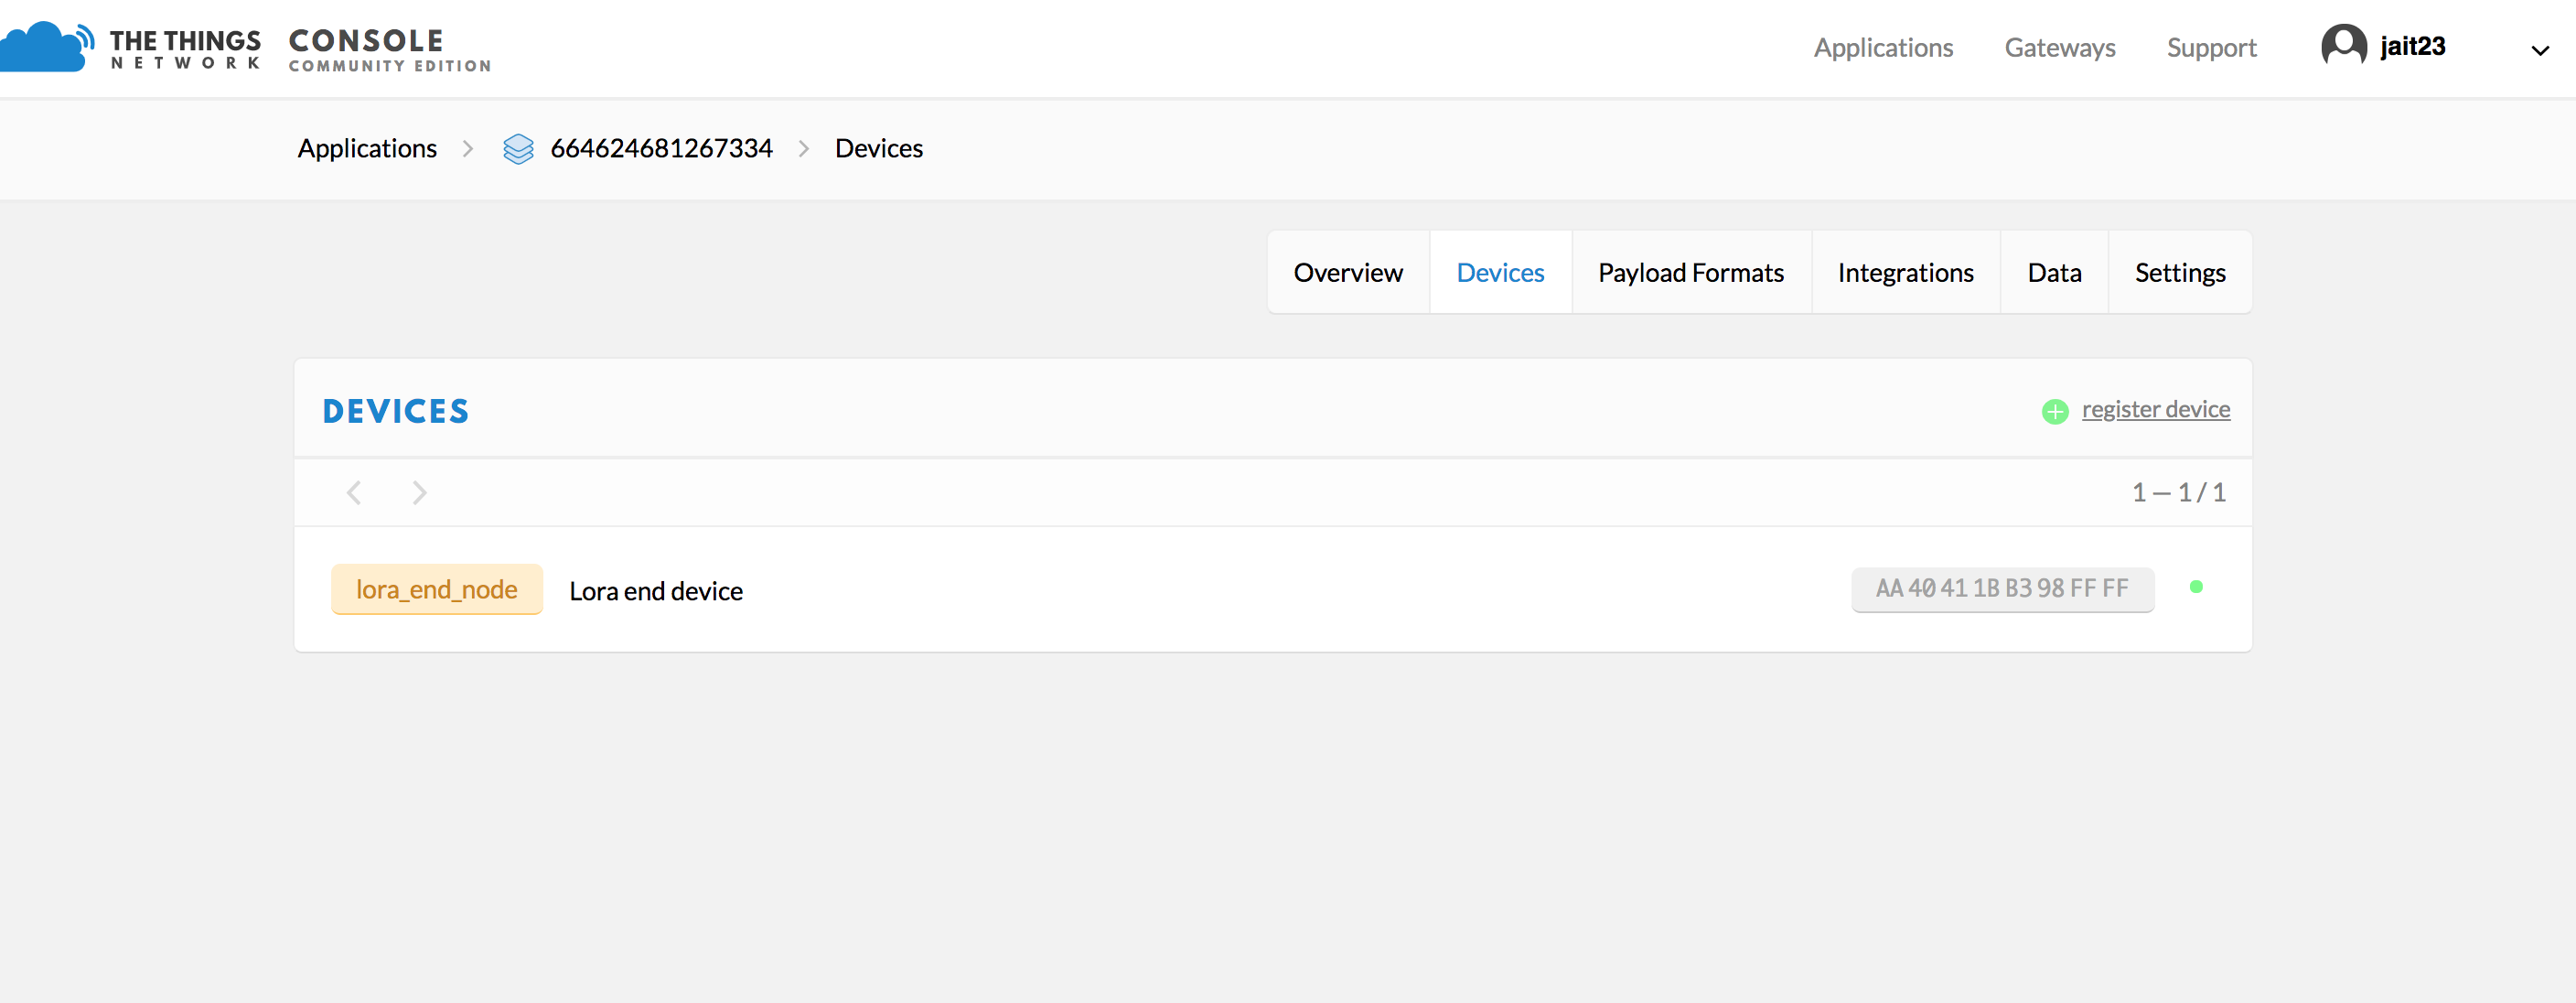 THE THINGS
NETWORK
CONSOLE
COMMUNITY EDITION
Applications
Gateways
Support
jait23
Applications
664624681267334
Devices
Overview
Devices
Payload Formats
Integrations
Data
Settings
DEVICES
register device
1 — 1 / 1
lora_end_node
Lora end device
AA 40 41 1B B3 98 FF FF